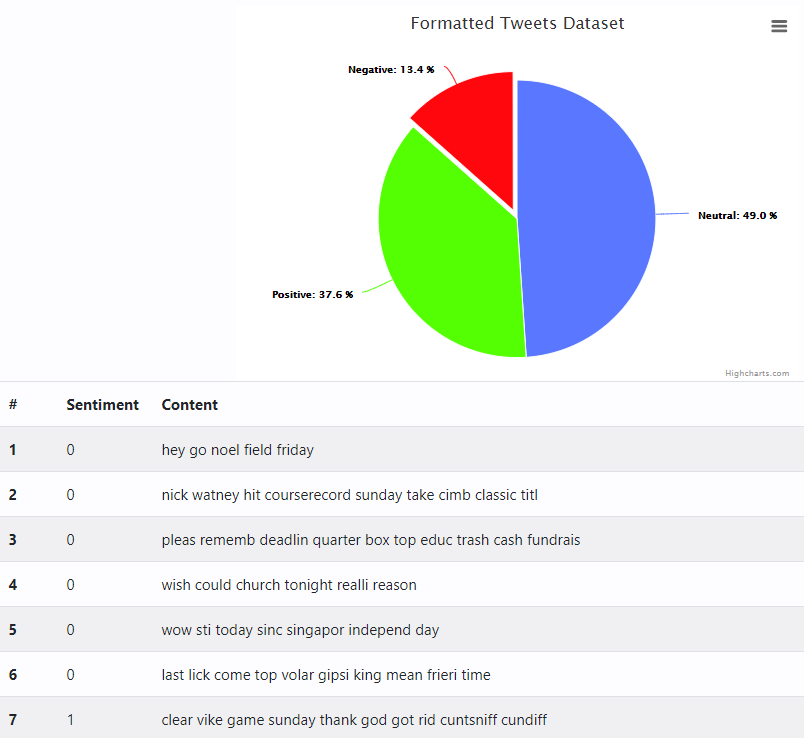 Formatted Tweets Dataset
Negative: 13.4 %
Neutral: 49.0 %
Positive: 37.6 %
Highcharts.com
# Sentiment Content
1 0 hey go noel field friday
2 0 nick watney hit courserecord sunday take cimb classic titl
3 0 pleas rememb deadlin quarter box top educ trash cash fundrais
4 0 wish could church tonight realli reason
5 0 wow sti today sinc singapor independ day
6 0 last lick come top volar gipsi king mean frieri time
7 1 clear vike game sunday thank god got rid cuntsniff cundiff